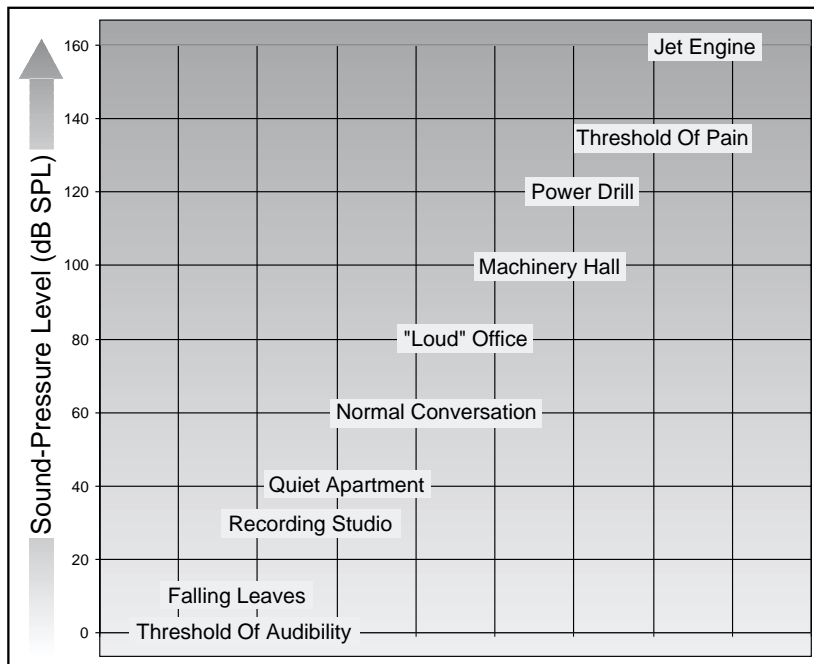 160
Jet Engine
140
Threshold Of Pain
120
Power Drill
100
Machinery Hall
80
"Loud" Office
60
Normal Conversation
40
Quiet Apartment
Recording Studio
20
Falling Leaves
0
Threshold Of Audibility
Sound-Pressure Level (dB SPL)